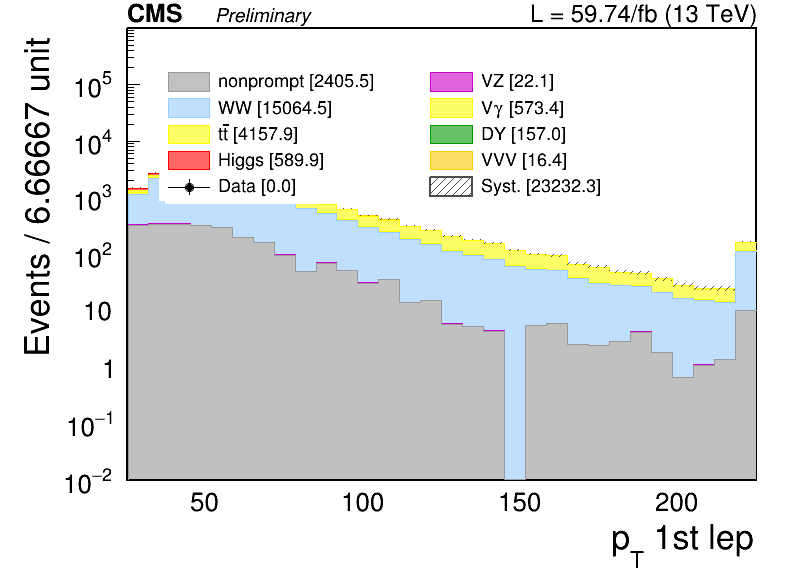 CMS Preliminary L = 59.74/fb (13 TeV)
Events / 6.66667 unit
10⁵
10⁴
10³
10²
10
1
10⁻¹
10⁻²
nonprompt [2405.5]
WW [15064.5]
tt̄ [4157.9]
Higgs [589.9]
Data [0.0]
VZ [22.1]
Vγ [573.4]
DY [157.0]
VVV [16.4]
Syst. [23232.3]
50 100 150 200
p_T 1st lep